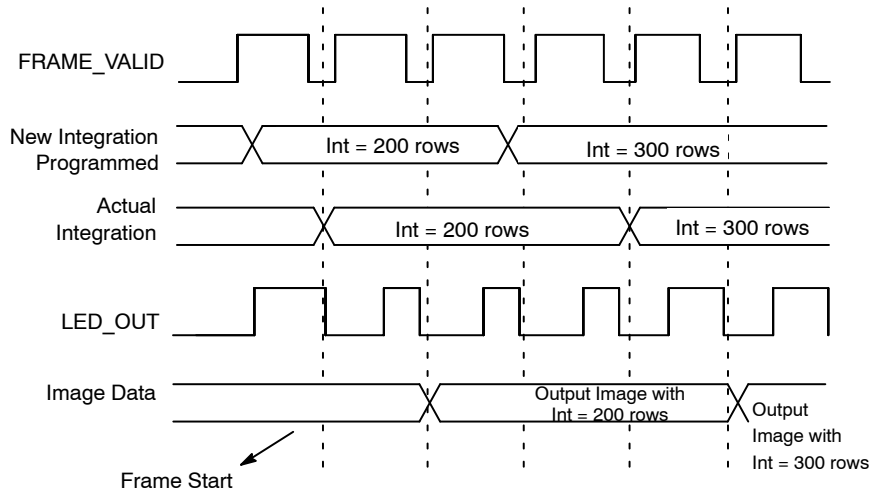 FRAME_VALID
New Integration
Programmed
Int = 200 rows
Int = 300 rows
Actual
Integration
Int = 200 rows
Int = 300 rows
LED_OUT
Image Data
Output Image with
Int = 200 rows
Output
Image with
Int = 300 rows
Frame Start